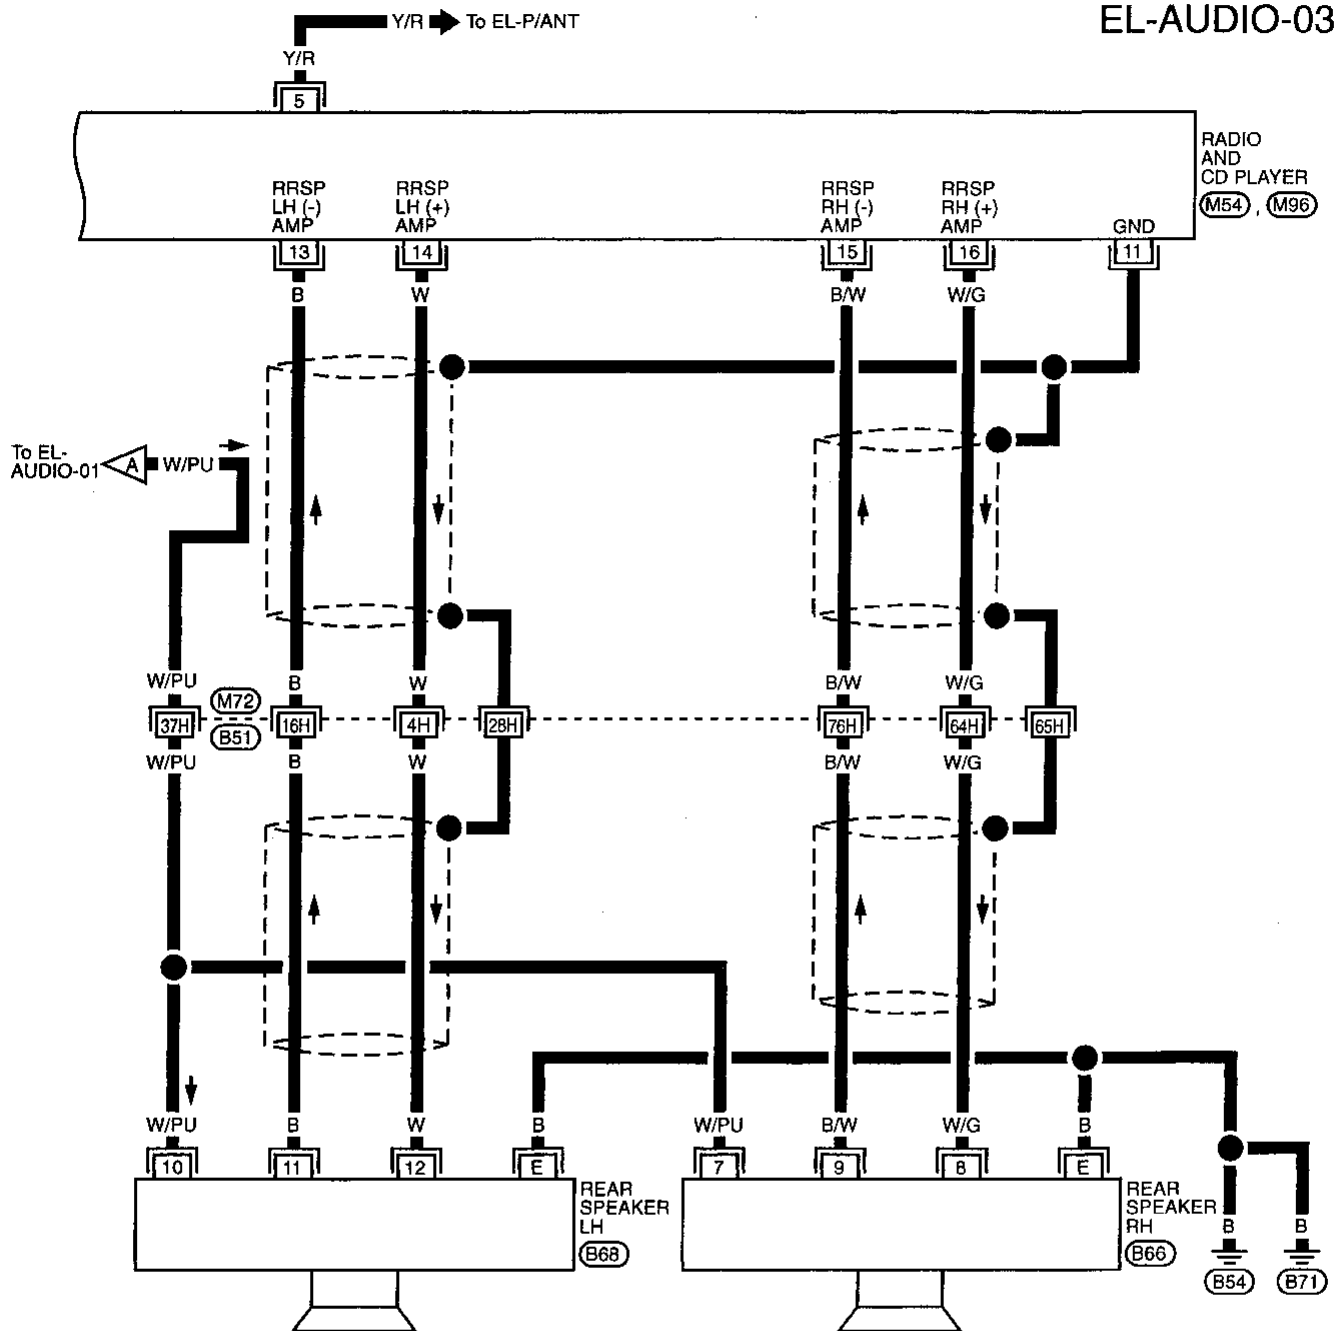 EL-AUDIO-03
Y/R To EL-P/ANT
Y/R
5
RADIO
AND
CD PLAYER
M54 , M96
RRSP
LH (-)
AMP
RRSP
LH (+)
AMP
RRSP
RH (-)
AMP
RRSP
RH (+)
AMP
GND
13 14 15 16 11
B W B/W W/G
To EL-
AUDIO-01
A W/PU
W/PU B W B/W W/G
M72
37H 16H 4H 28H 76H 64H 65H
B51
W/PU B W B/W W/G
W/PU B W B W/PU B/W W/G B
10 11 12 E 7 9 8 E
REAR
SPEAKER
LH
B68
REAR
SPEAKER
RH
B66
B B
B54 B71